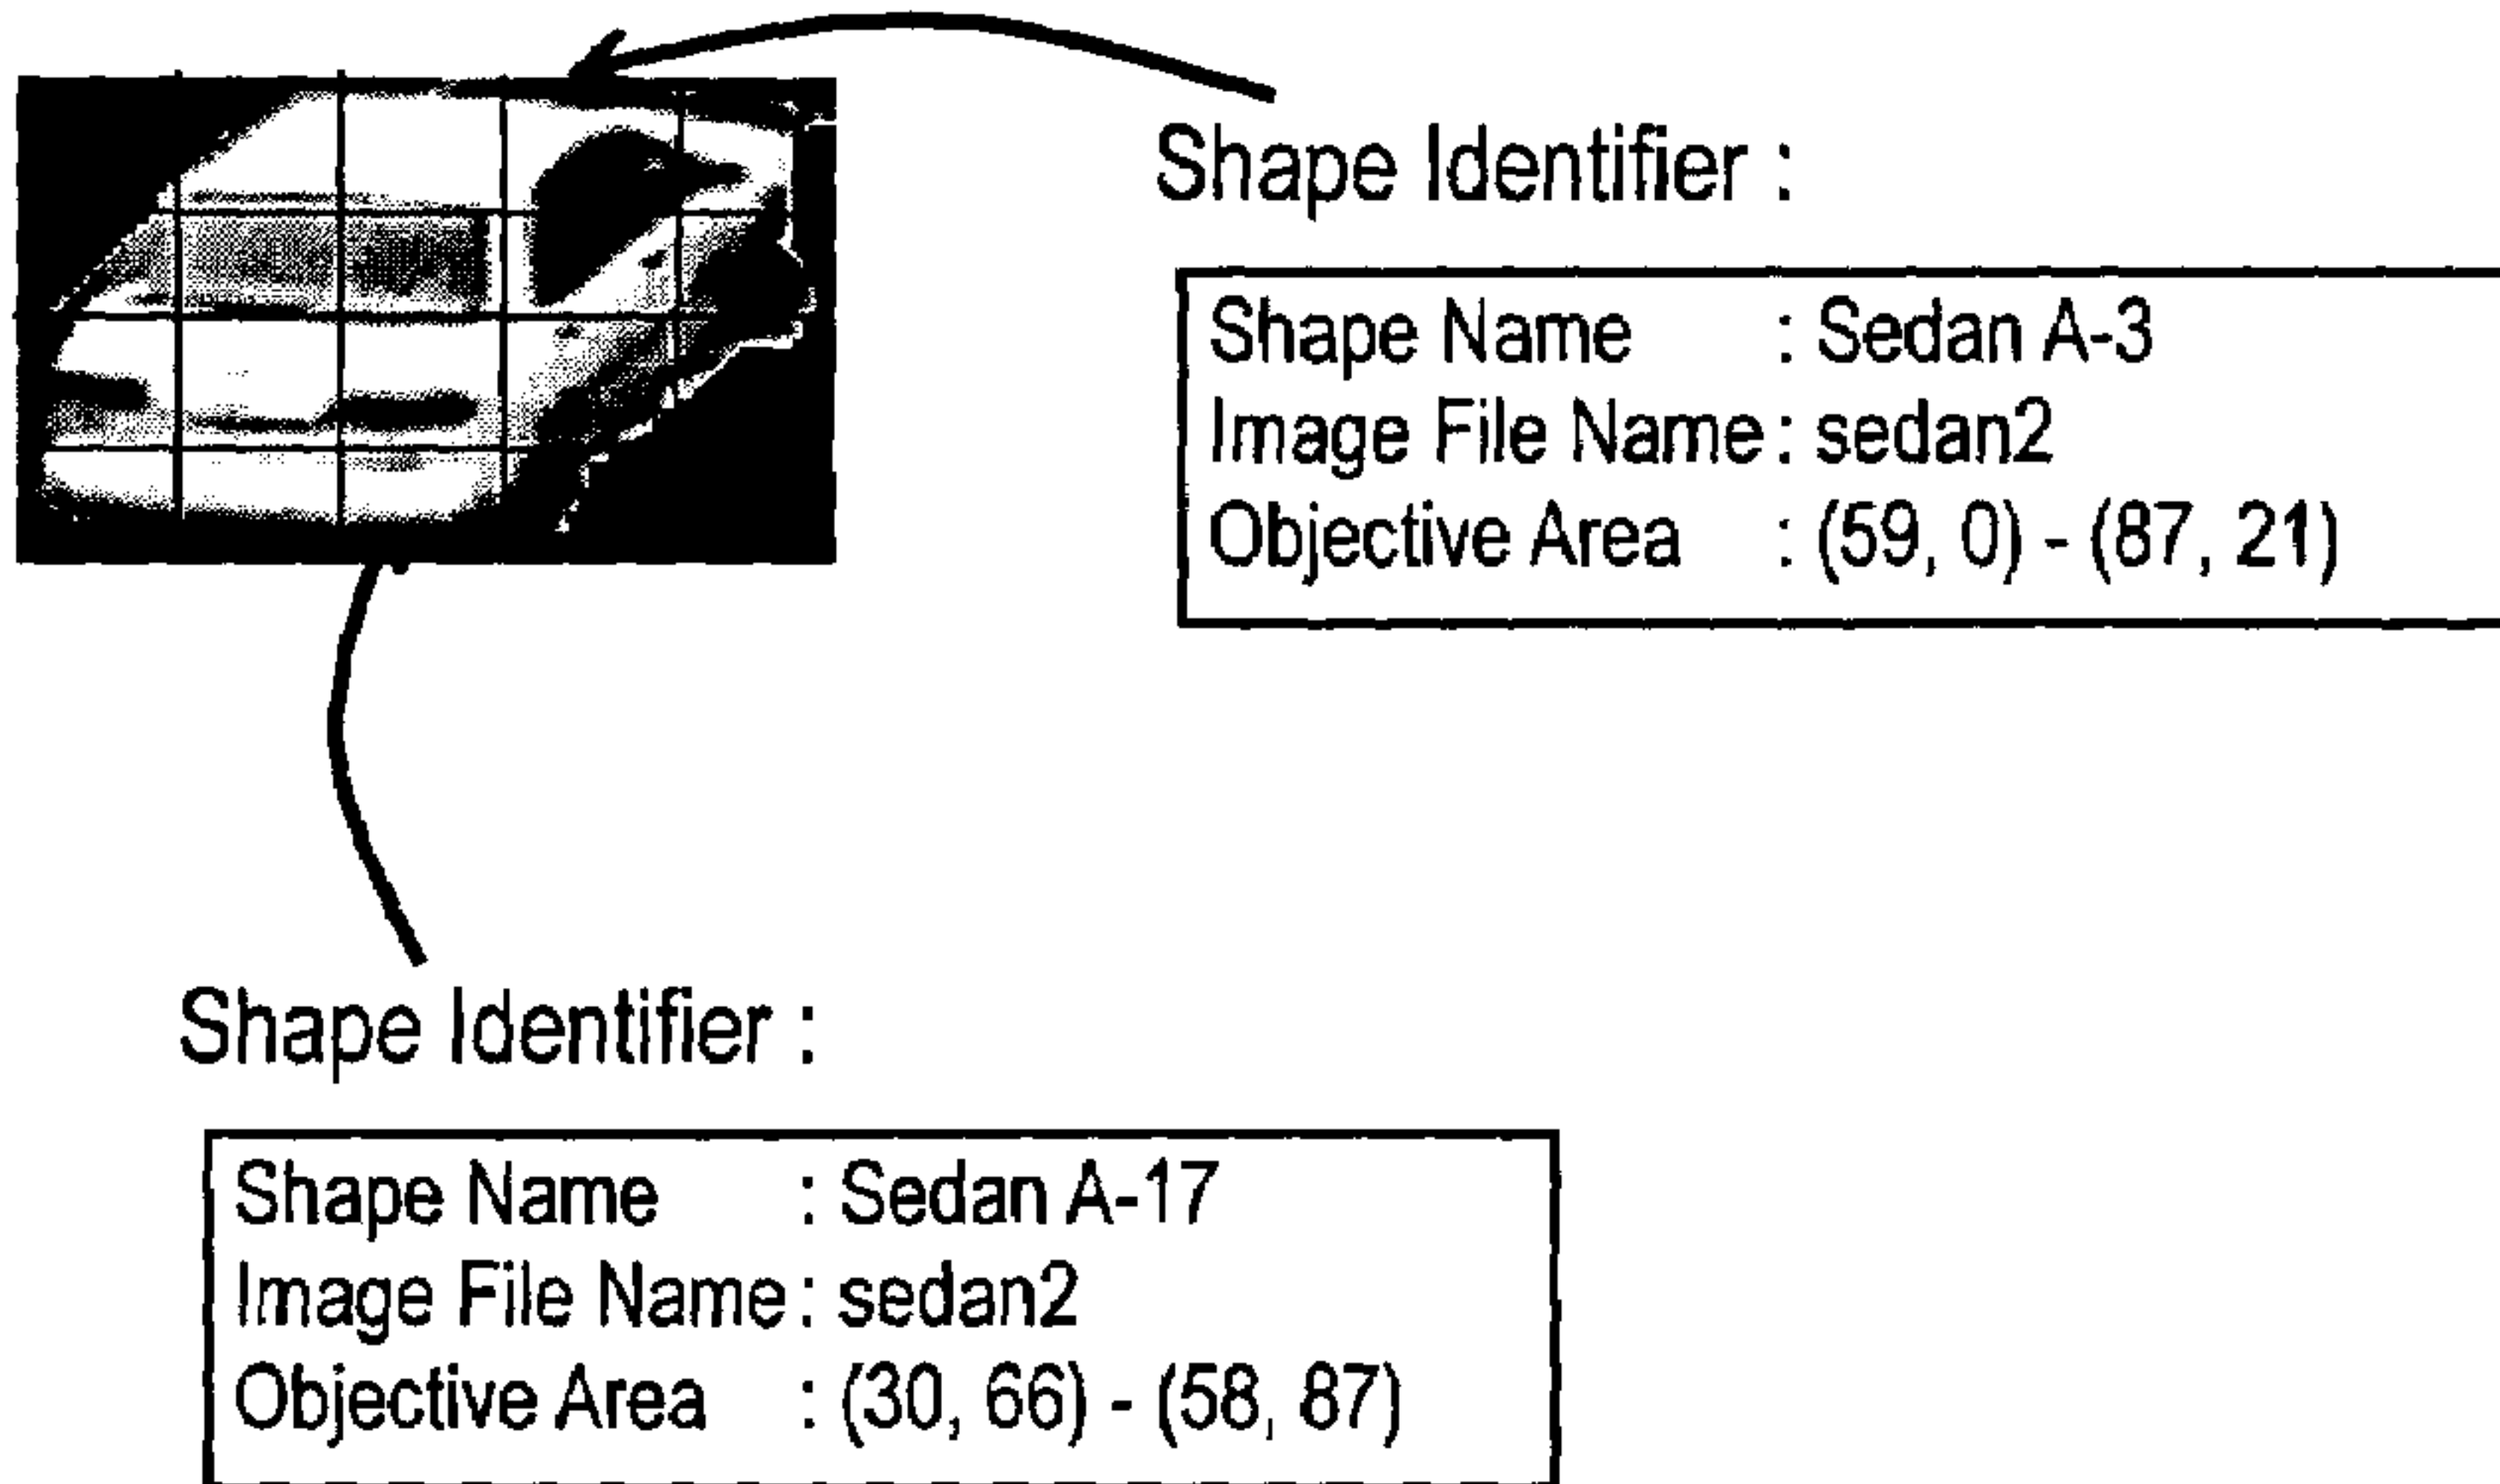 Shape Identifier :
Shape Name : Sedan A-3
Image File Name : sedan2
Objective Area : (59, 0) - (87, 21)
Shape Identifier :
Shape Name : Sedan A-17
Image File Name : sedan2
Objective Area : (30, 66) - (58, 87)